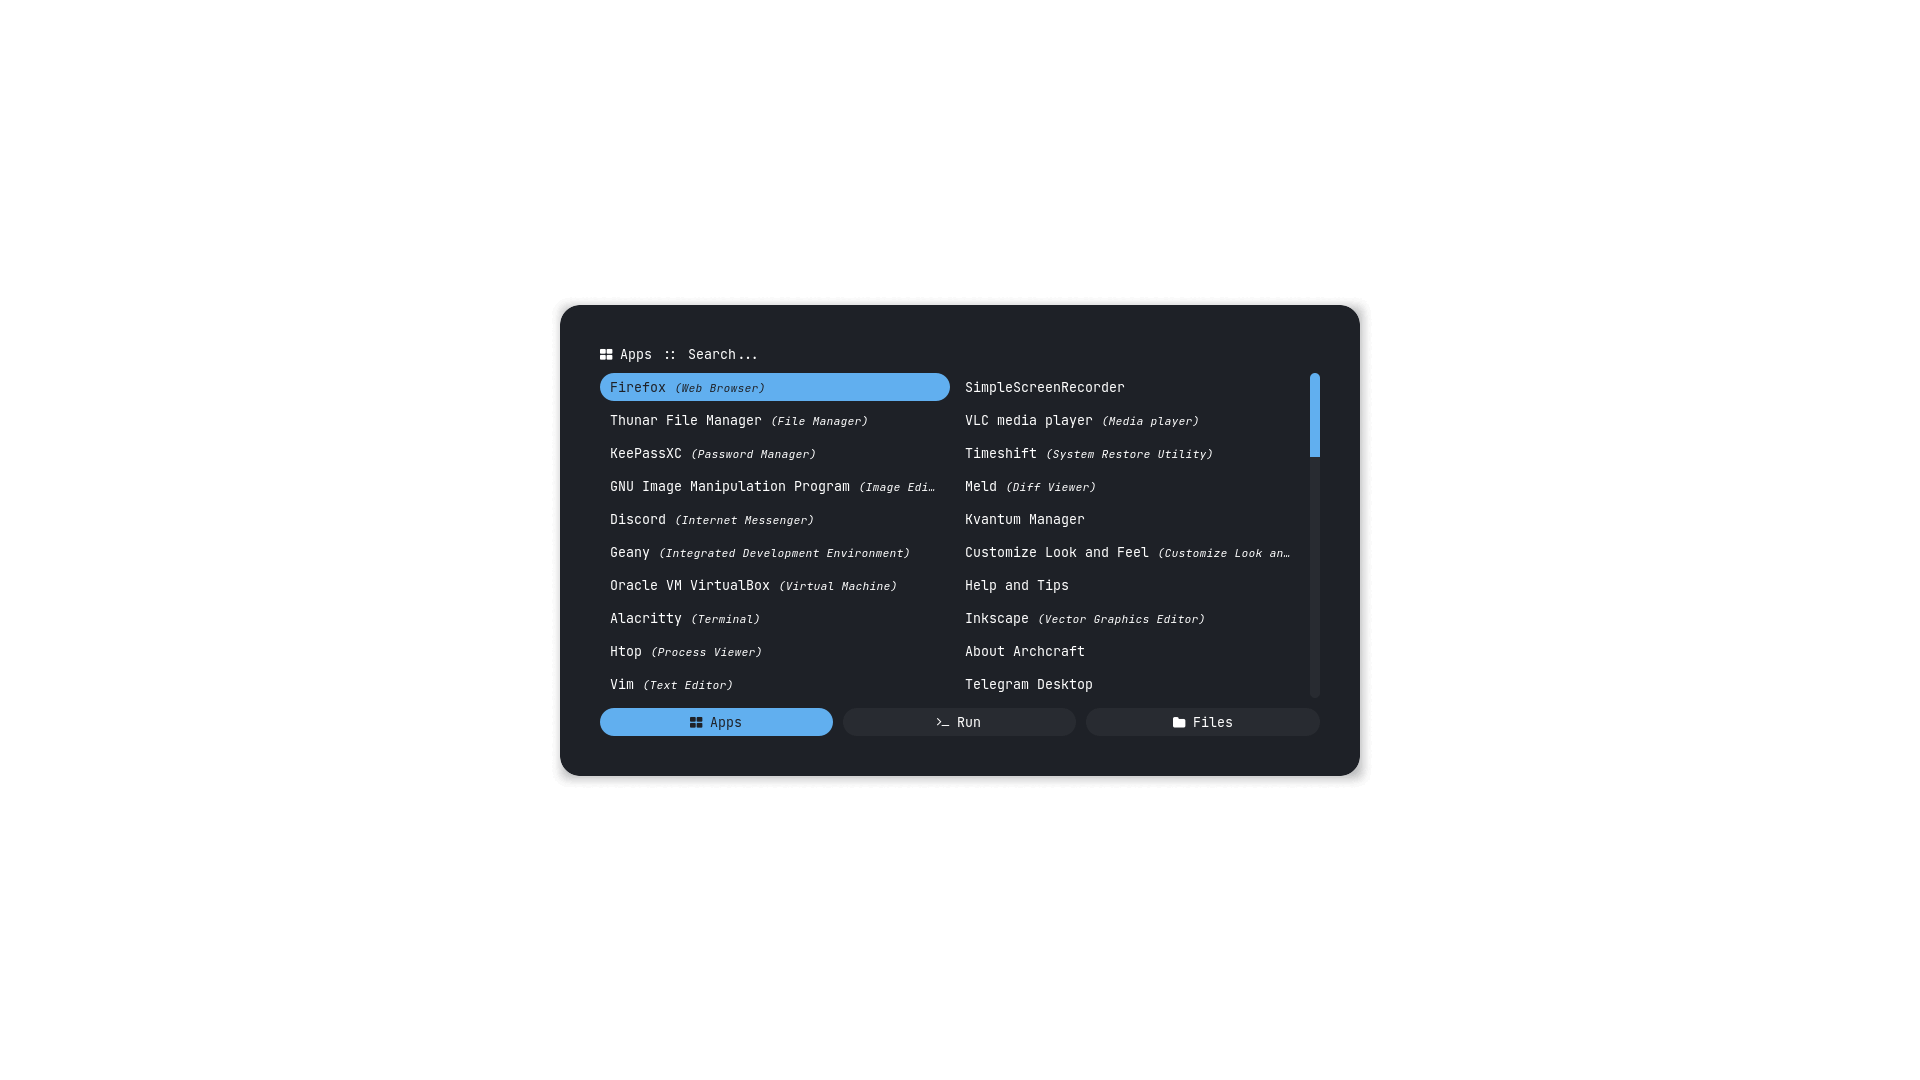 Apps :: Search...
Firefox (Web Browser)
Thunar File Manager (File Manager)
KeePassXC (Password Manager)
GNU Image Manipulation Program (Image Edi…
Discord (Internet Messenger)
Geany (Integrated Development Environment)
Oracle VM VirtualBox (Virtual Machine)
Alacritty (Terminal)
Htop (Process Viewer)
Vim (Text Editor)
SimpleScreenRecorder
VLC media player (Media player)
Timeshift (System Restore Utility)
Meld (Diff Viewer)
Kvantum Manager
Customize Look and Feel (Customize Look an…
Help and Tips
Inkscape (Vector Graphics Editor)
About Archcraft
Telegram Desktop
Apps
Run
Files